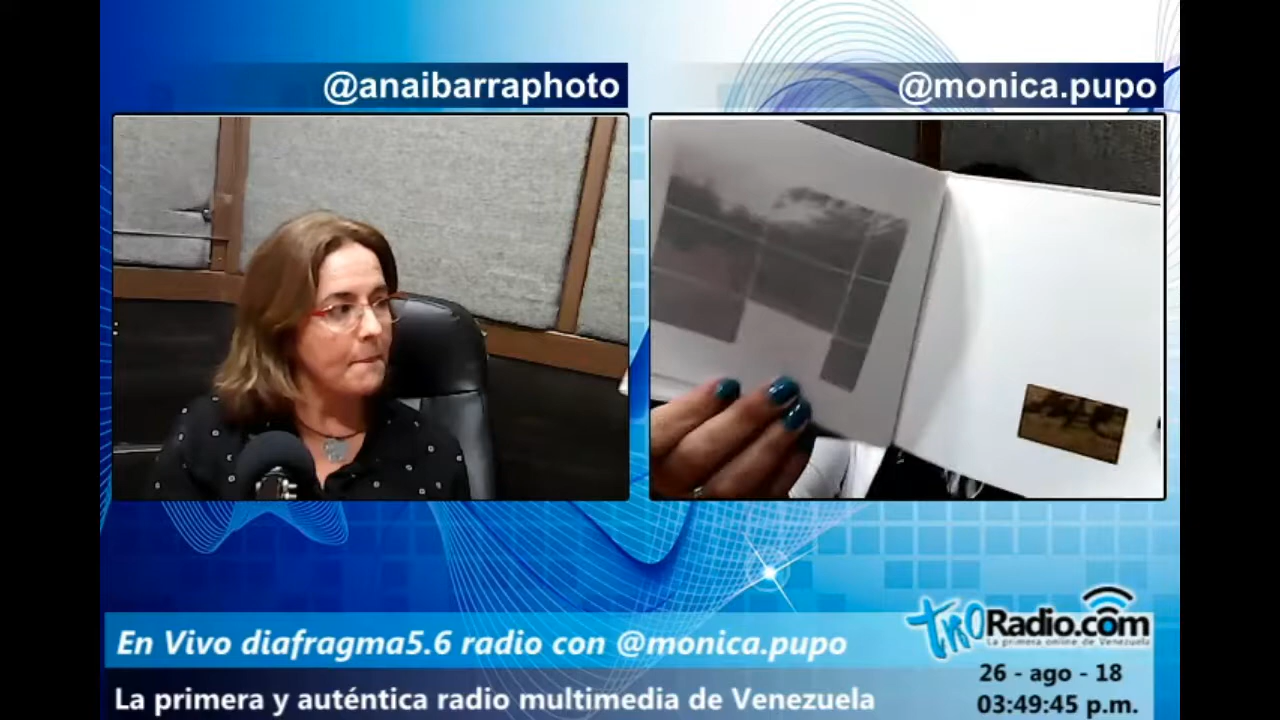 @anaibarraphoto
@monica.pupo
En Vivo diafragma5.6 radio con @monica.pupo
tnoRadio.com
La primera online de Venezuela
La primera y auténtica radio multimedia de Venezuela
26 - ago - 18
03:49:45 p.m.